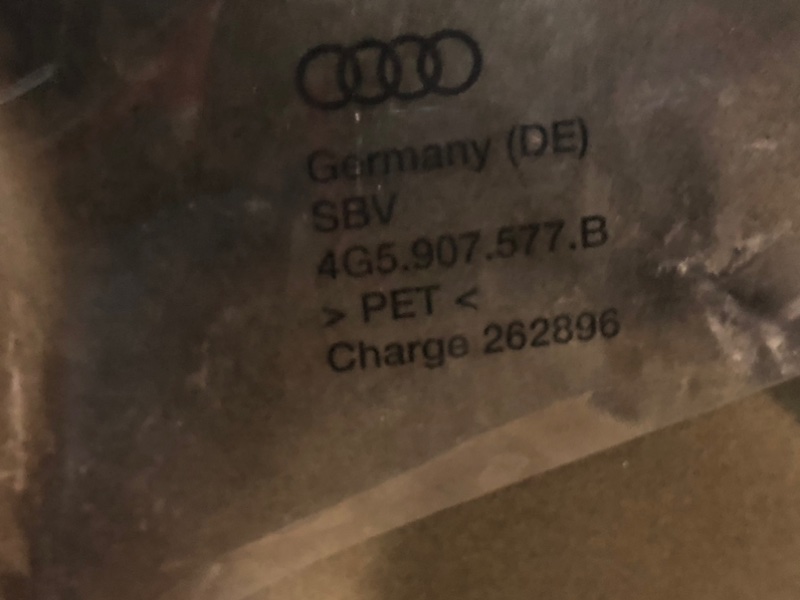 Germany (DE)
SBV
4G5.907.577.B
> PET <
Charge 262896